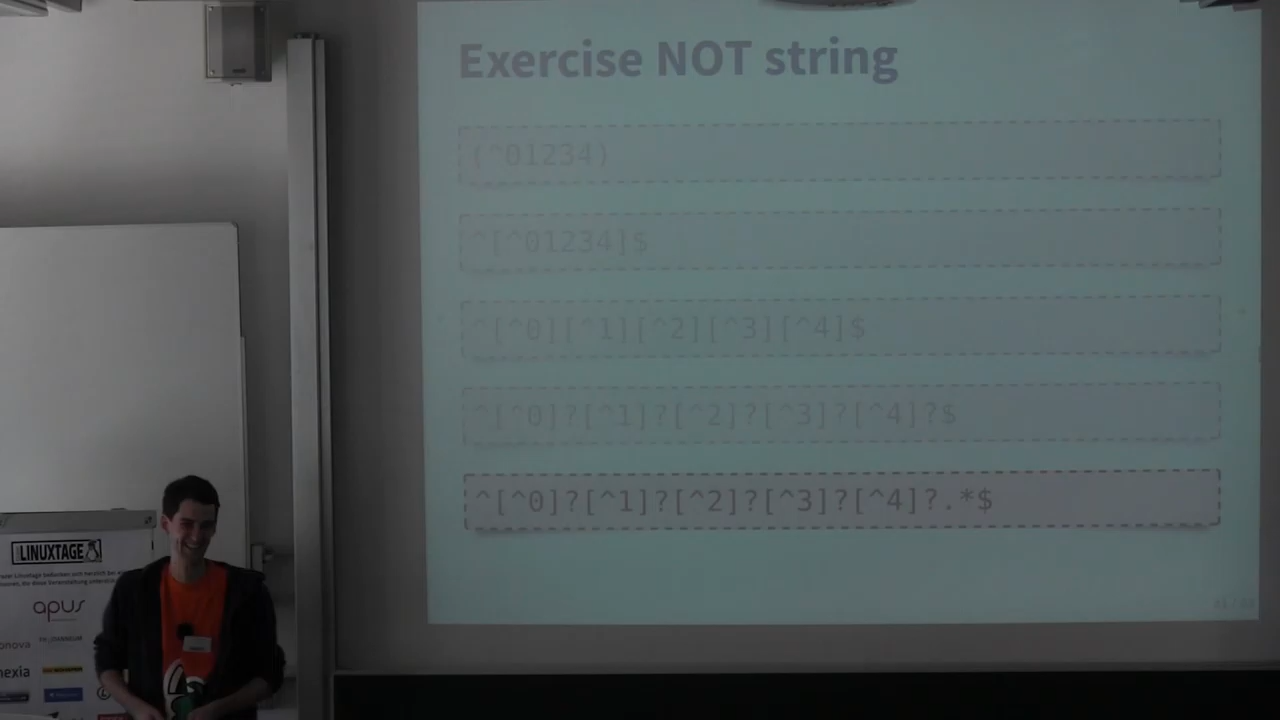 Exercise NOT string
(^01234)
^[^01234]$
^[^0][^1][^2][^3][^4]$
^[^0]?[^1]?[^2]?[^3]?[^4]?$
^[^0]?[^1]?[^2]?[^3]?[^4]?.*$
LINUXTAGE
apus
nexia